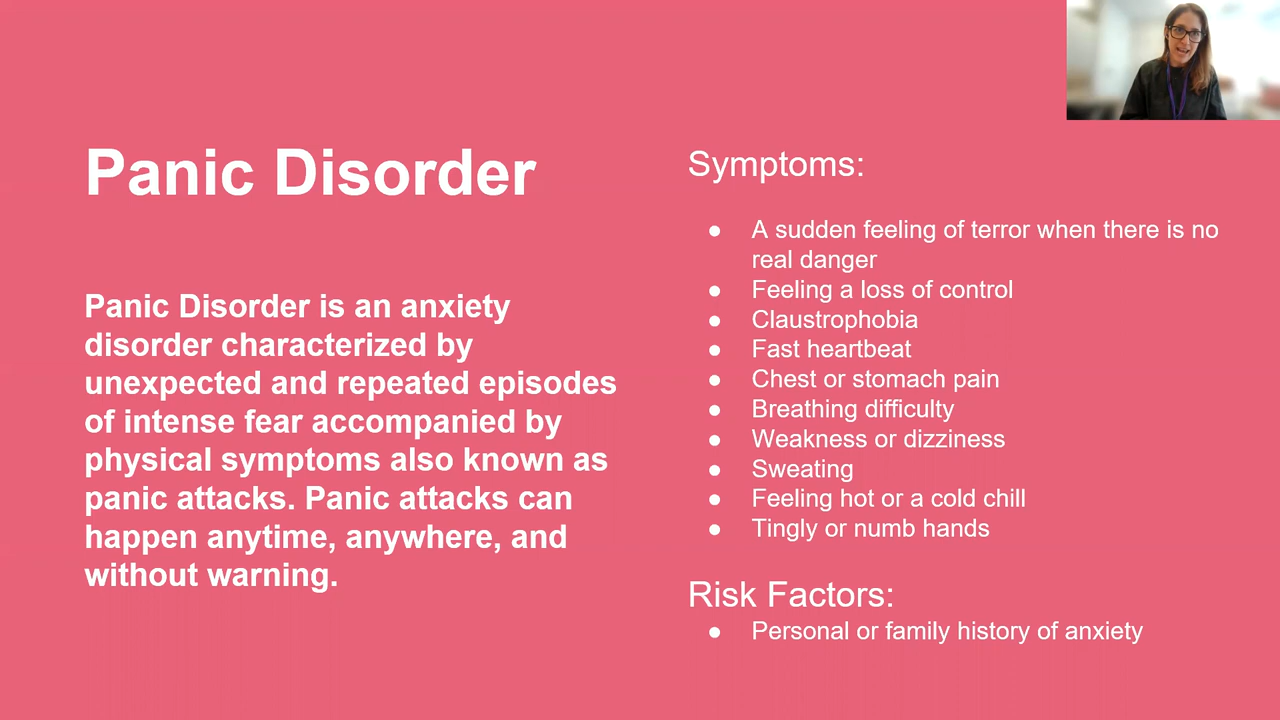 Panic Disorder
Panic Disorder is an anxiety
disorder characterized by
unexpected and repeated episodes
of intense fear accompanied by
physical symptoms also known as
panic attacks. Panic attacks can
happen anytime, anywhere, and
without warning.
Symptoms:
● A sudden feeling of terror when there is no
real danger
● Feeling a loss of control
● Claustrophobia
● Fast heartbeat
● Chest or stomach pain
● Breathing difficulty
● Weakness or dizziness
● Sweating
● Feeling hot or a cold chill
● Tingly or numb hands
Risk Factors:
● Personal or family history of anxiety